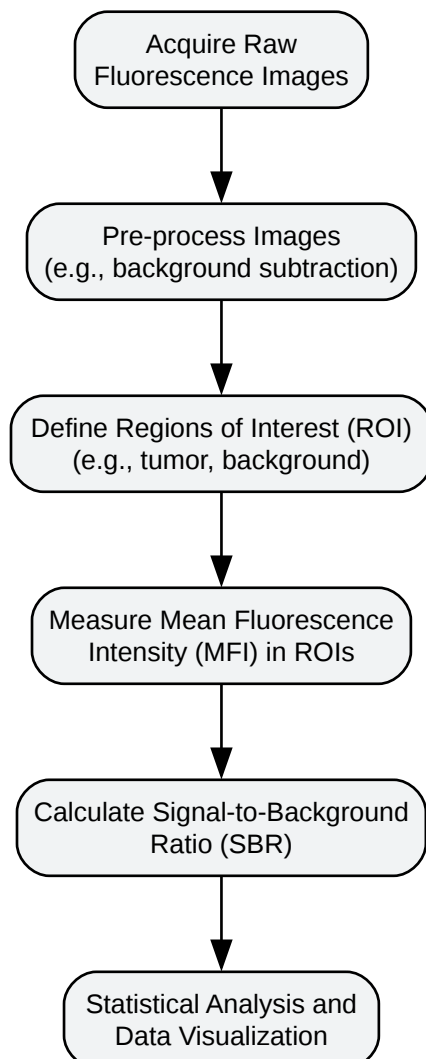 Acquire Raw
Fluorescence Images
Pre-process Images
(e.g., background subtraction)
Define Regions of Interest (ROI)
(e.g., tumor, background)
Measure Mean Fluorescence
Intensity (MFI) in ROIs
Calculate Signal-to-Background
Ratio (SBR)
Statistical Analysis and
Data Visualization